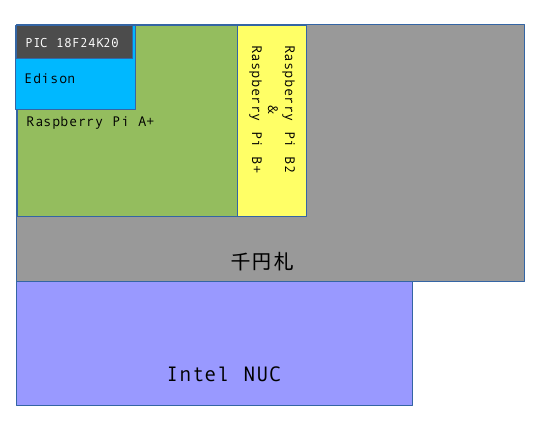 PIC 18F24K20
Edison
Raspberry Pi A+
Raspberry Pi B2
&
Raspberry Pi B+
千円札
Intel NUC